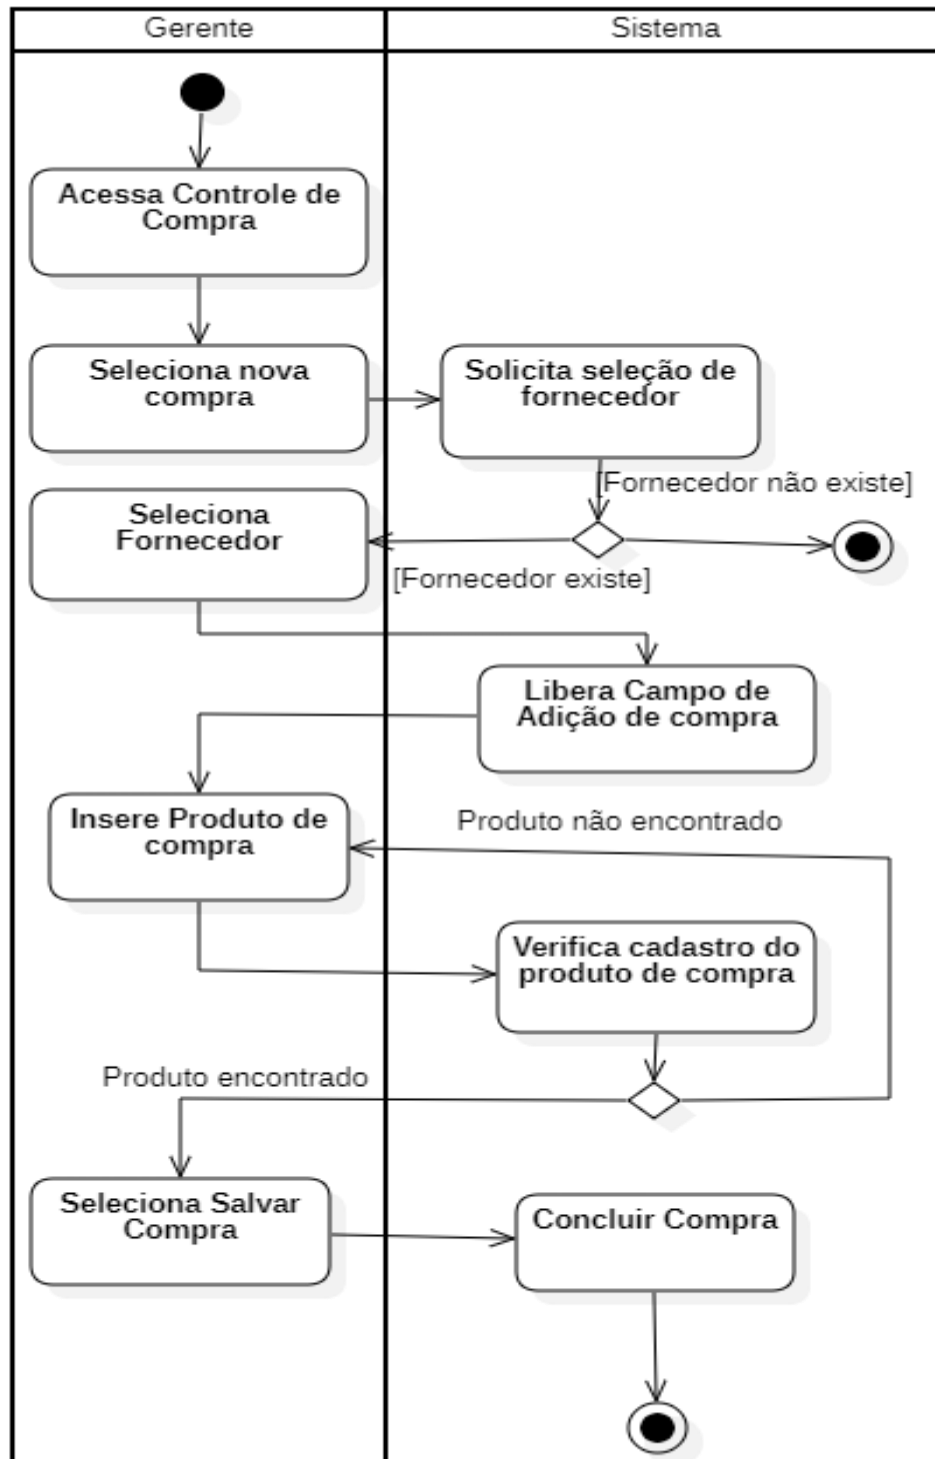 Gerente
Sistema
Acessa Controle de
Compra
Seleciona nova
compra
Solicita seleção de
fornecedor
[Fornecedor não existe]
Seleciona
Fornecedor
[Fornecedor existe]
Libera Campo de
Adição de compra
Insere Produto de
compra
Produto não encontrado
Verifica cadastro do
produto de compra
Produto encontrado
Seleciona Salvar
Compra
Concluir Compra